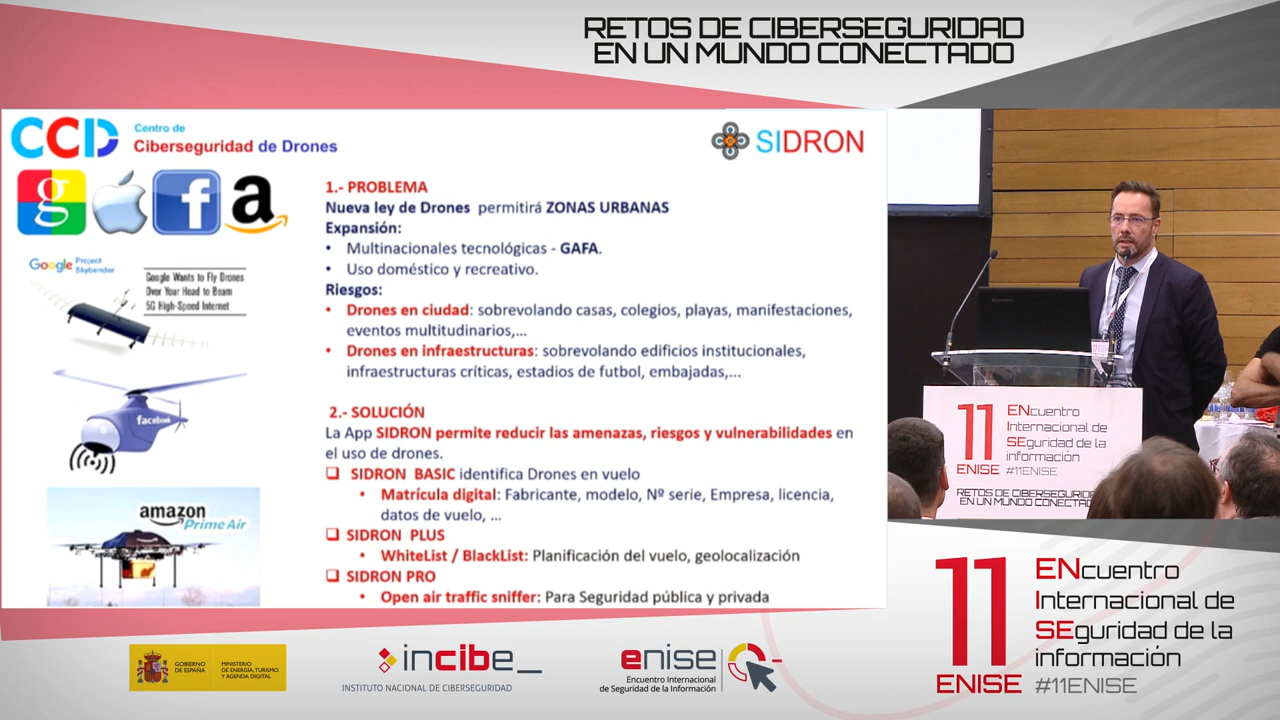 RETOS DE CIBERSEGURIDAD
EN UN MUNDO CONECTADO
CCD
Centro de
Ciberseguridad de Drones
SIDRON
g
f
a
1.- PROBLEMA
Nueva ley de Drones permitirá ZONAS URBANAS
Expansión:
• Multinacionales tecnológicas - GAFA.
• Uso doméstico y recreativo.
Riesgos:
• Drones en ciudad: sobrevolando casas, colegios, playas, manifestaciones,
eventos multitudinarios,...
• Drones en infraestructuras: sobrevolando edificios institucionales,
infraestructuras críticas, estadios de futbol, embajadas,...
2.- SOLUCIÓN
La App SIDRON permite reducir las amenazas, riesgos y vulnerabilidades en
el uso de drones.
❑ SIDRON BASIC identifica Drones en vuelo
• Matrícula digital: Fabricante, modelo, Nº serie, Empresa, licencia,
datos de vuelo, ...
❑ SIDRON PLUS
• WhiteList / BlackList: Planificación del vuelo, geolocalización
❑ SIDRON PRO
• Open air traffic sniffer: Para Seguridad pública y privada
Google Project
Skybender
Google Wants to Fly Drones
Over Your Head to Beam
5G High-Speed Internet
facebook
amazon
PrimeAir
11
ENISE
ENcuentro
Internacional de
SEguridad de la
información
#11ENISE
RETOS DE CIBERSEGURIDA
EN UN MUNDO CONECTA
GOBIERNO
DE ESPAÑA
MINISTERIO
DE ENERGÍA, TURISMO
Y AGENDA DIGITAL
incibe_
INSTITUTO NACIONAL DE CIBERSEGURIDAD
enise
Encuentro Internacional
de Seguridad de la Información
11
ENISE
ENcuentro
Internacional de
SEguridad de la
información
#11ENISE